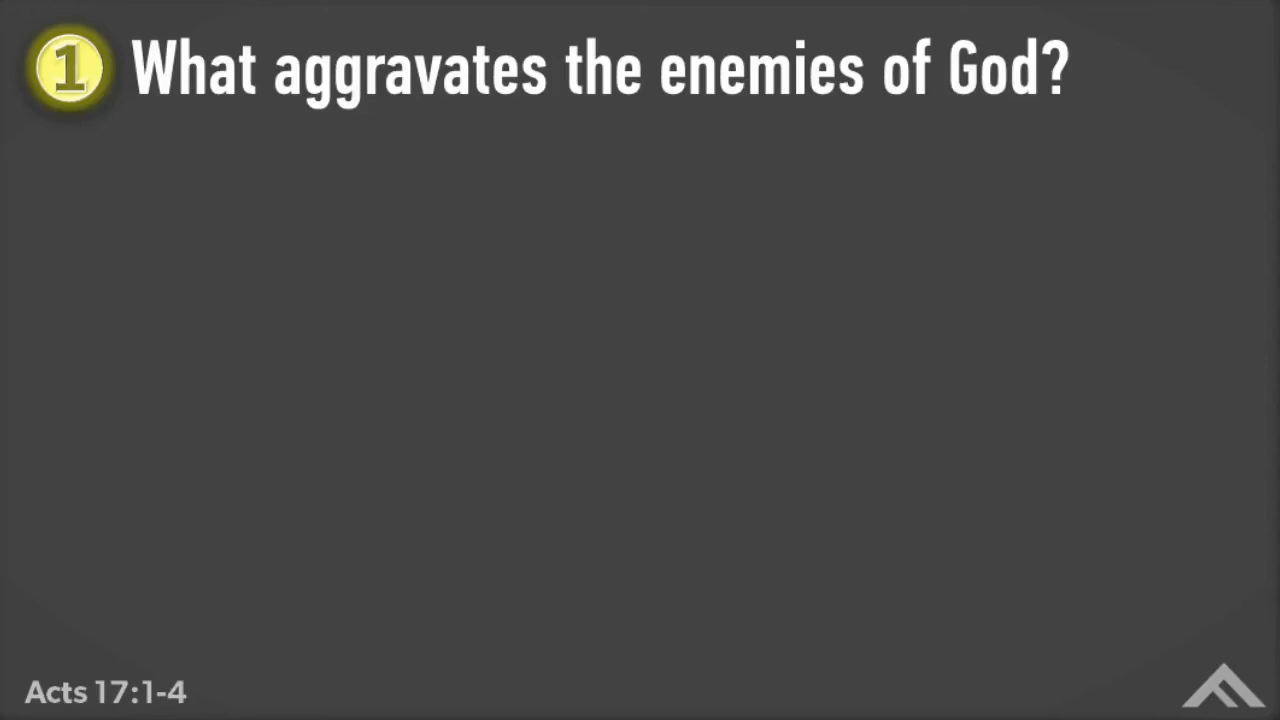 1 What aggravates the enemies of God?
Acts 17:1-4